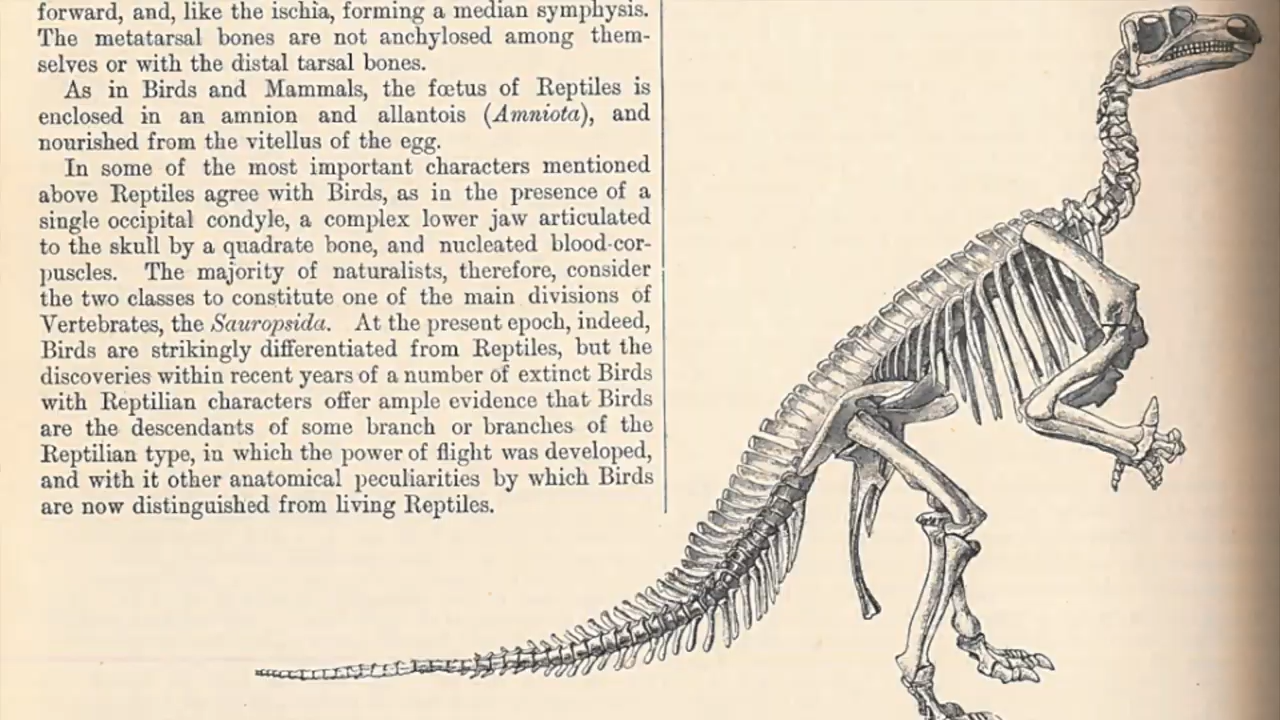 forward, and, like the ischia, forming a median symphysis.
The metatarsal bones are not anchylosed among them-
selves or with the distal tarsal bones.
As in Birds and Mammals, the fœtus of Reptiles is
enclosed in an amnion and allantois (Amniota), and
nourished from the vitellus of the egg.
In some of the most important characters mentioned
above Reptiles agree with Birds, as in the presence of a
single occipital condyle, a complex lower jaw articulated
to the skull by a quadrate bone, and nucleated blood-cor-
puscles. The majority of naturalists, therefore, consider
the two classes to constitute one of the main divisions of
Vertebrates, the Sauropsida. At the present epoch, indeed,
Birds are strikingly differentiated from Reptiles, but the
discoveries within recent years of a number of extinct Birds
with Reptilian characters offer ample evidence that Birds
are the descendants of some branch or branches of the
Reptilian type, in which the power of flight was developed,
and with it other anatomical peculiarities by which Birds
are now distinguished from living Reptiles.